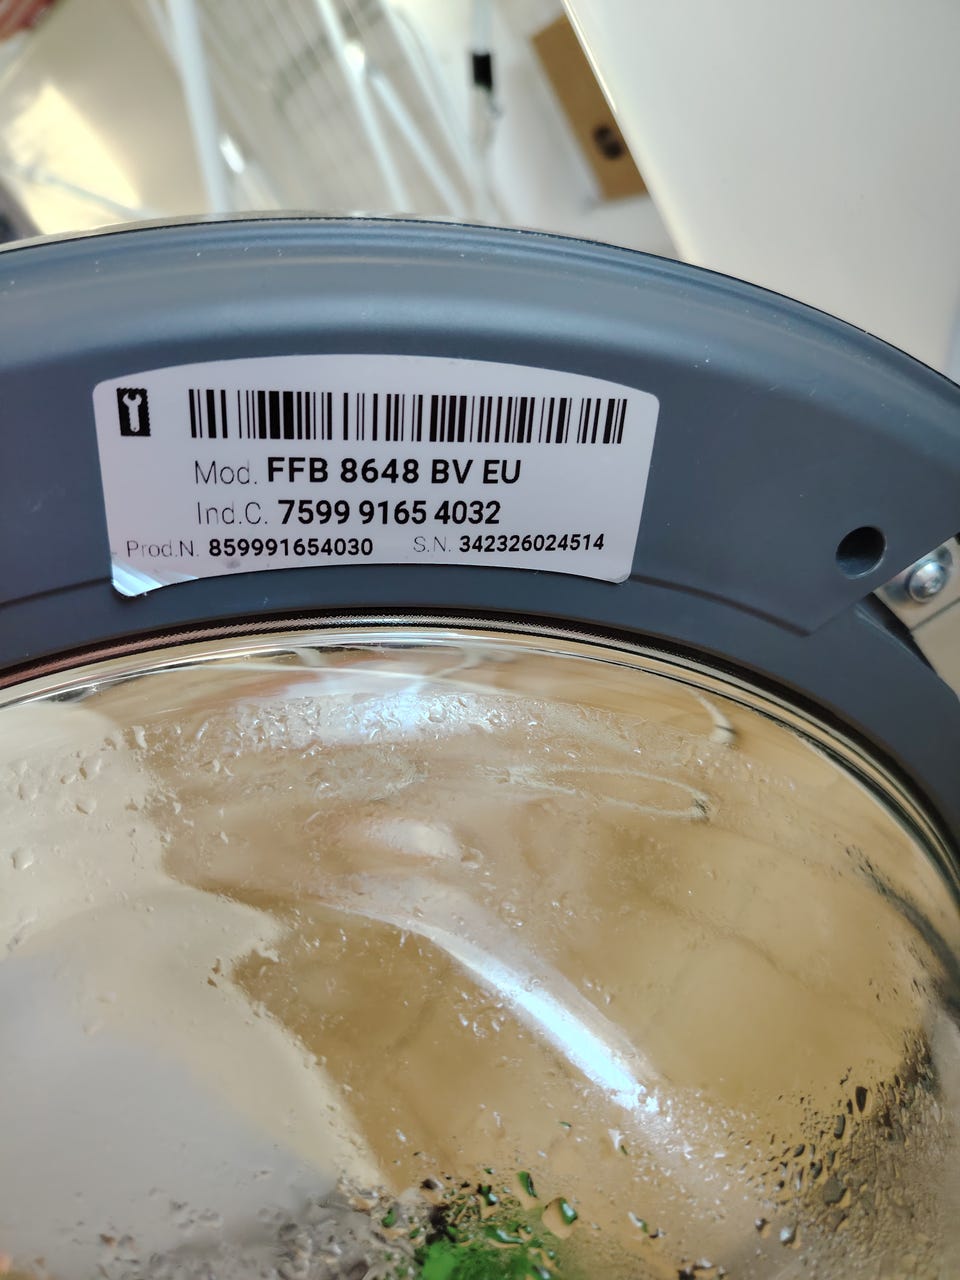 Mod. FFB 8648 BV EU
Ind.C. 7599 9165 4032
Prod.N. 859991654030 S.N. 342326024514